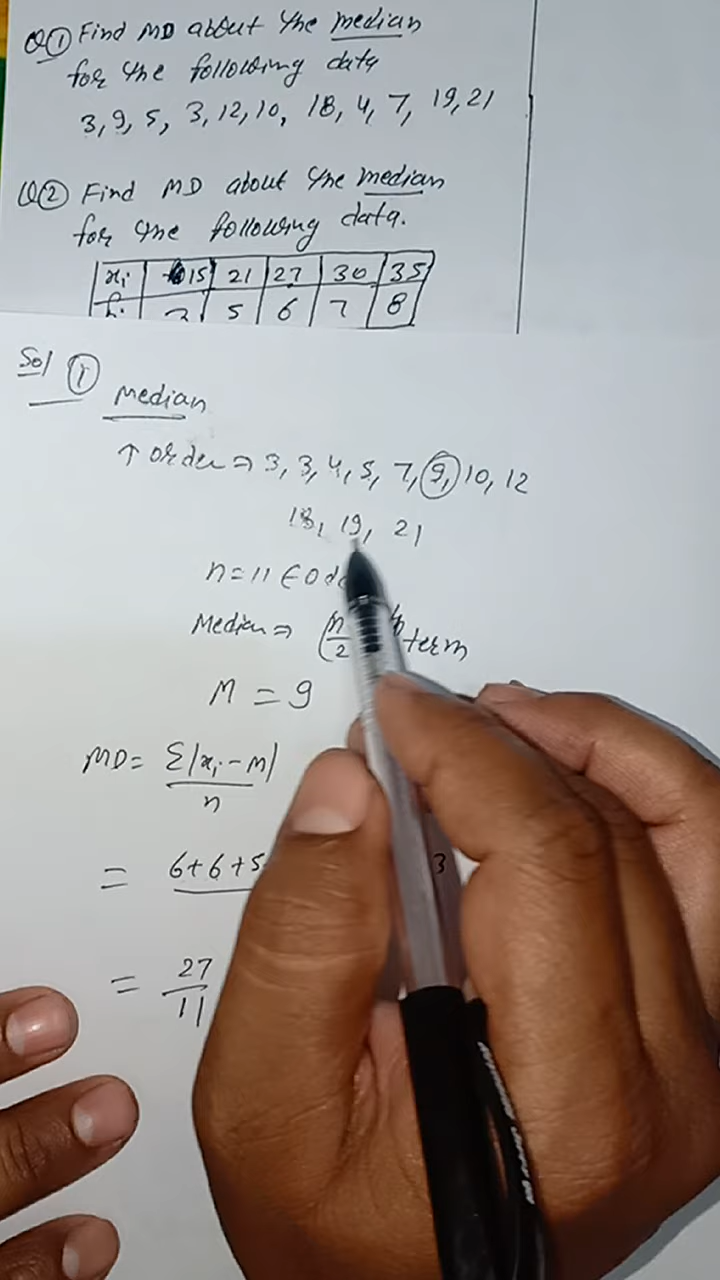 Q① Find MD about the median
for the following data
3, 9, 5, 3, 12, 10, 18, 4, 7, 19, 21
Q② Find MD about the median
for the following data.
xi 15 21 27 30 35
5 6 7 8
Sol ① Median
↑ order ⇒ 3, 3, 4, 5, 7, 9, 10, 12
18, 19, 21
n = 11 ∈ Od
Median ⇒ (n/2 term
M = 9
MD = Σ|xi - M| / n
= 6 + 6 + 5 3
= 27/11